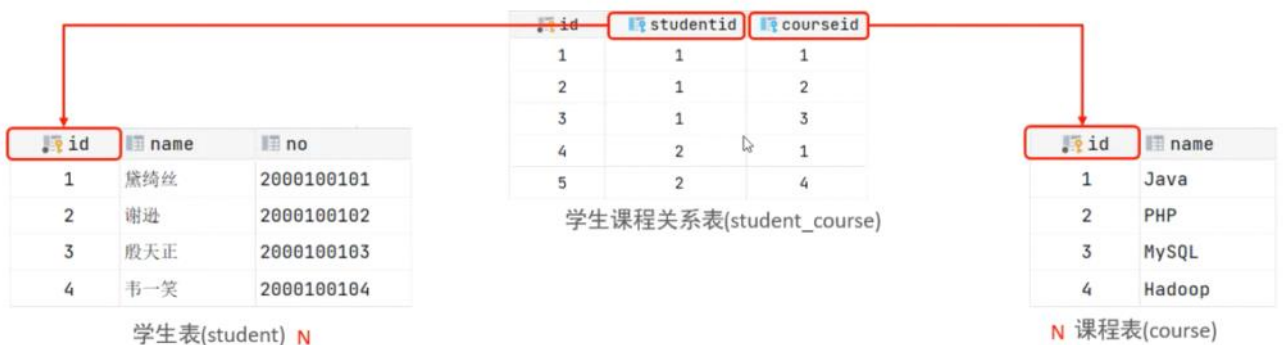 id studentid courseid
1 1 1
2 1 2
3 1 3
4 2 1
5 2 4
学生课程关系表(student_course)
id name no
1 黛绮丝 2000100101
2 谢逊 2000100102
3 殷天正 2000100103
4 韦一笑 2000100104
学生表(student) N
id name
1 Java
2 PHP
3 MySQL
4 Hadoop
N 课程表(course)